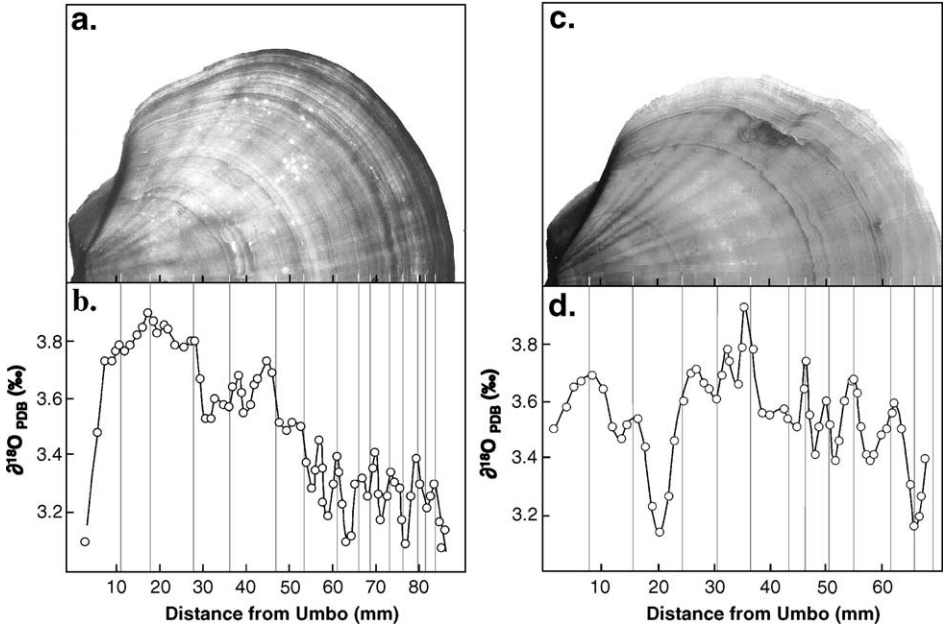 a.
c.
b.
d.
3.8
3.6
3.4
3.2
∂18O PDB (‰)
10 20 30 40 50 60 70 80
Distance from Umbo (mm)
3.8
3.6
3.4
3.2
∂18O PDB (‰)
10 20 30 40 50 60
Distance from Umbo (mm)